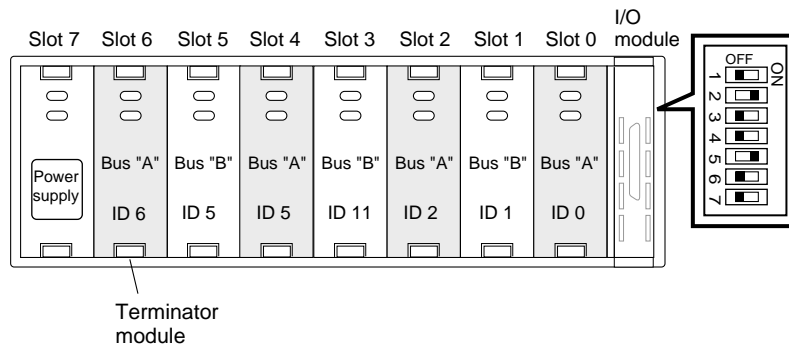 I/O
module
Slot 7 Slot 6 Slot 5 Slot 4 Slot 3 Slot 2 Slot 1 Slot 0
OFF
ON
1
2
3
4
5
6
7
Power
supply
Bus "A" Bus "B" Bus "A" Bus "B" Bus "A" Bus "B" Bus "A"
ID 6 ID 5 ID 5 ID 11 ID 2 ID 1 ID 0
Terminator
module